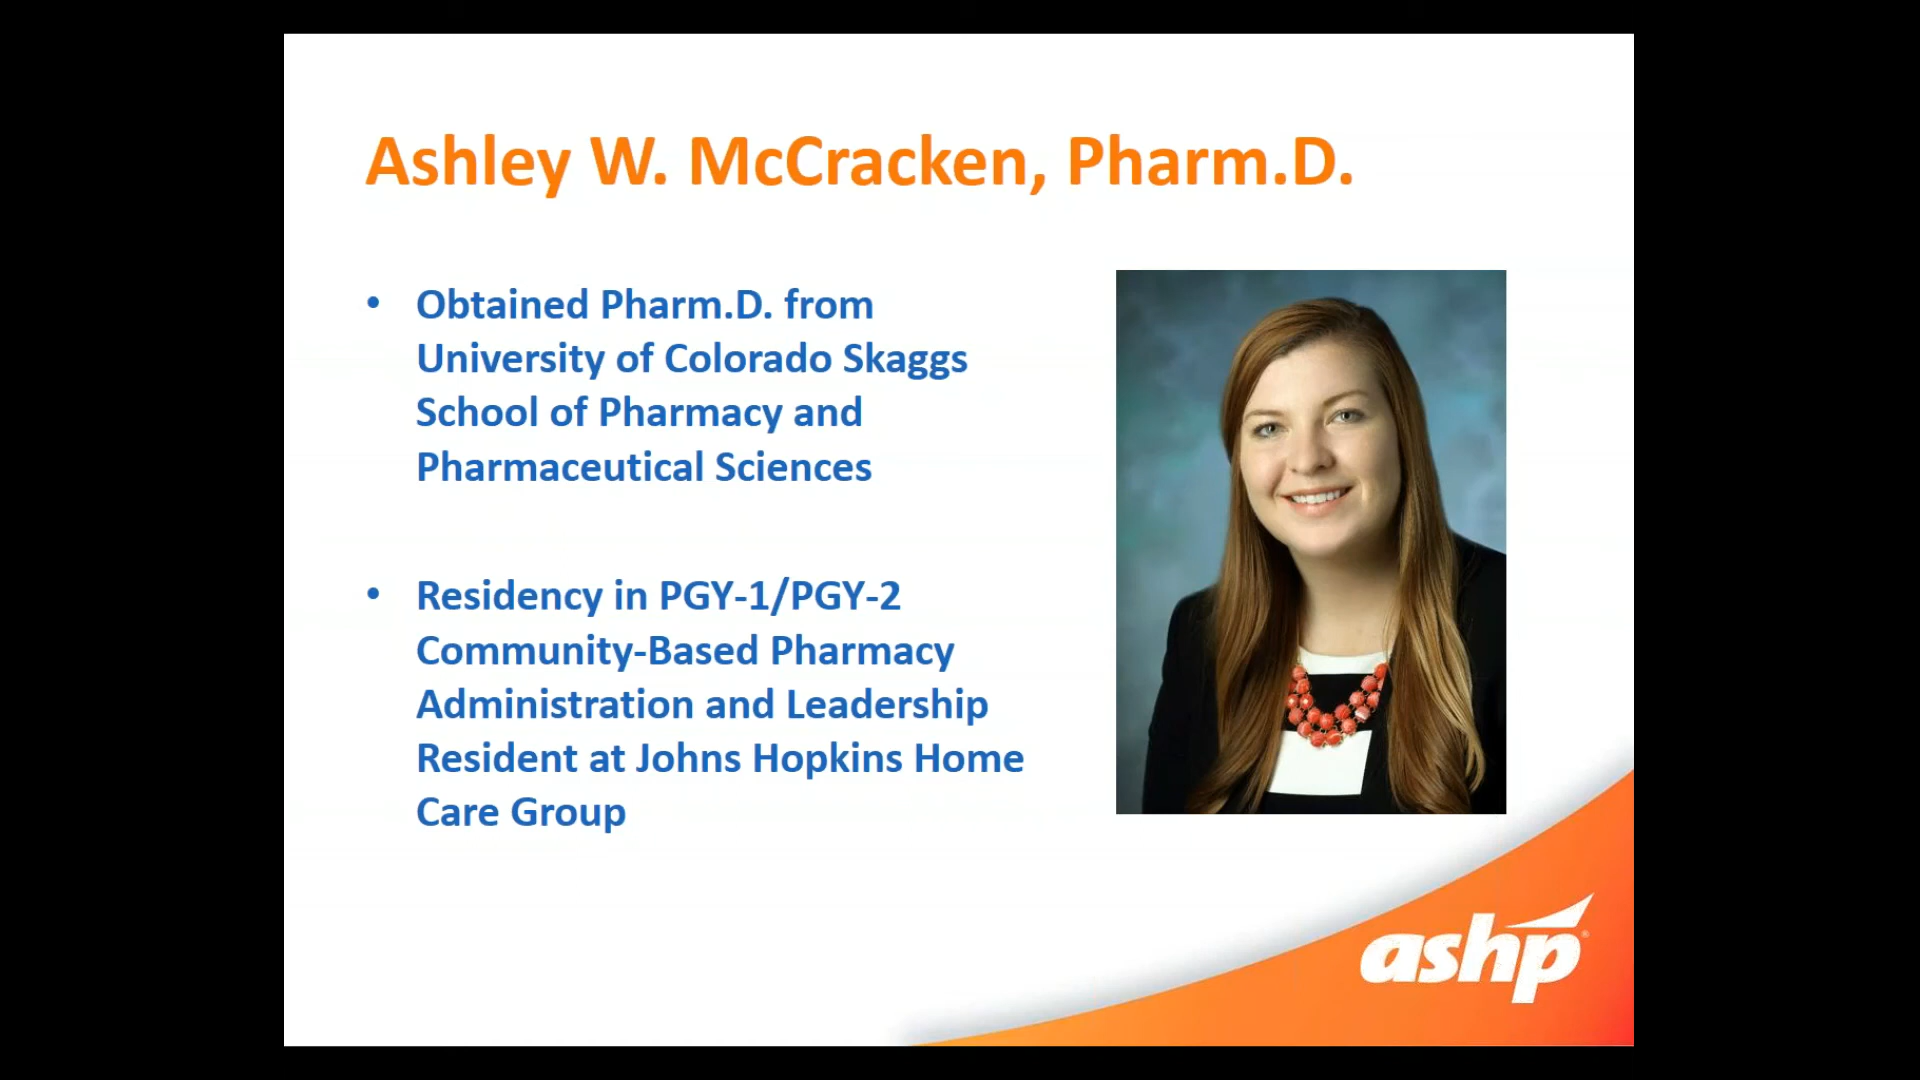 Ashley W. McCracken, Pharm.D.
• Obtained Pharm.D. from
University of Colorado Skaggs
School of Pharmacy and
Pharmaceutical Sciences
• Residency in PGY-1/PGY-2
Community-Based Pharmacy
Administration and Leadership
Resident at Johns Hopkins Home
Care Group
ashp®